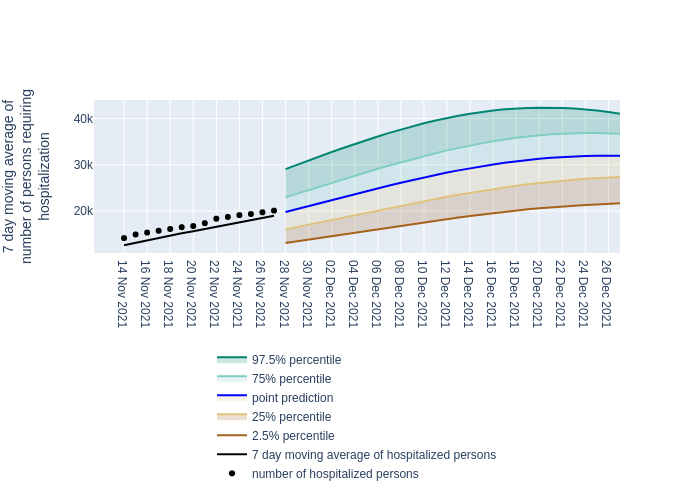 7 day moving average of
number of persons requiring
hospitalization
40k
30k
20k
14 Nov 2021
16 Nov 2021
18 Nov 2021
20 Nov 2021
22 Nov 2021
24 Nov 2021
26 Nov 2021
28 Nov 2021
30 Nov 2021
02 Dec 2021
04 Dec 2021
06 Dec 2021
08 Dec 2021
10 Dec 2021
12 Dec 2021
14 Dec 2021
16 Dec 2021
18 Dec 2021
20 Dec 2021
22 Dec 2021
24 Dec 2021
26 Dec 2021
97.5% percentile
75% percentile
point prediction
25% percentile
2.5% percentile
7 day moving average of hospitalized persons
number of hospitalized persons